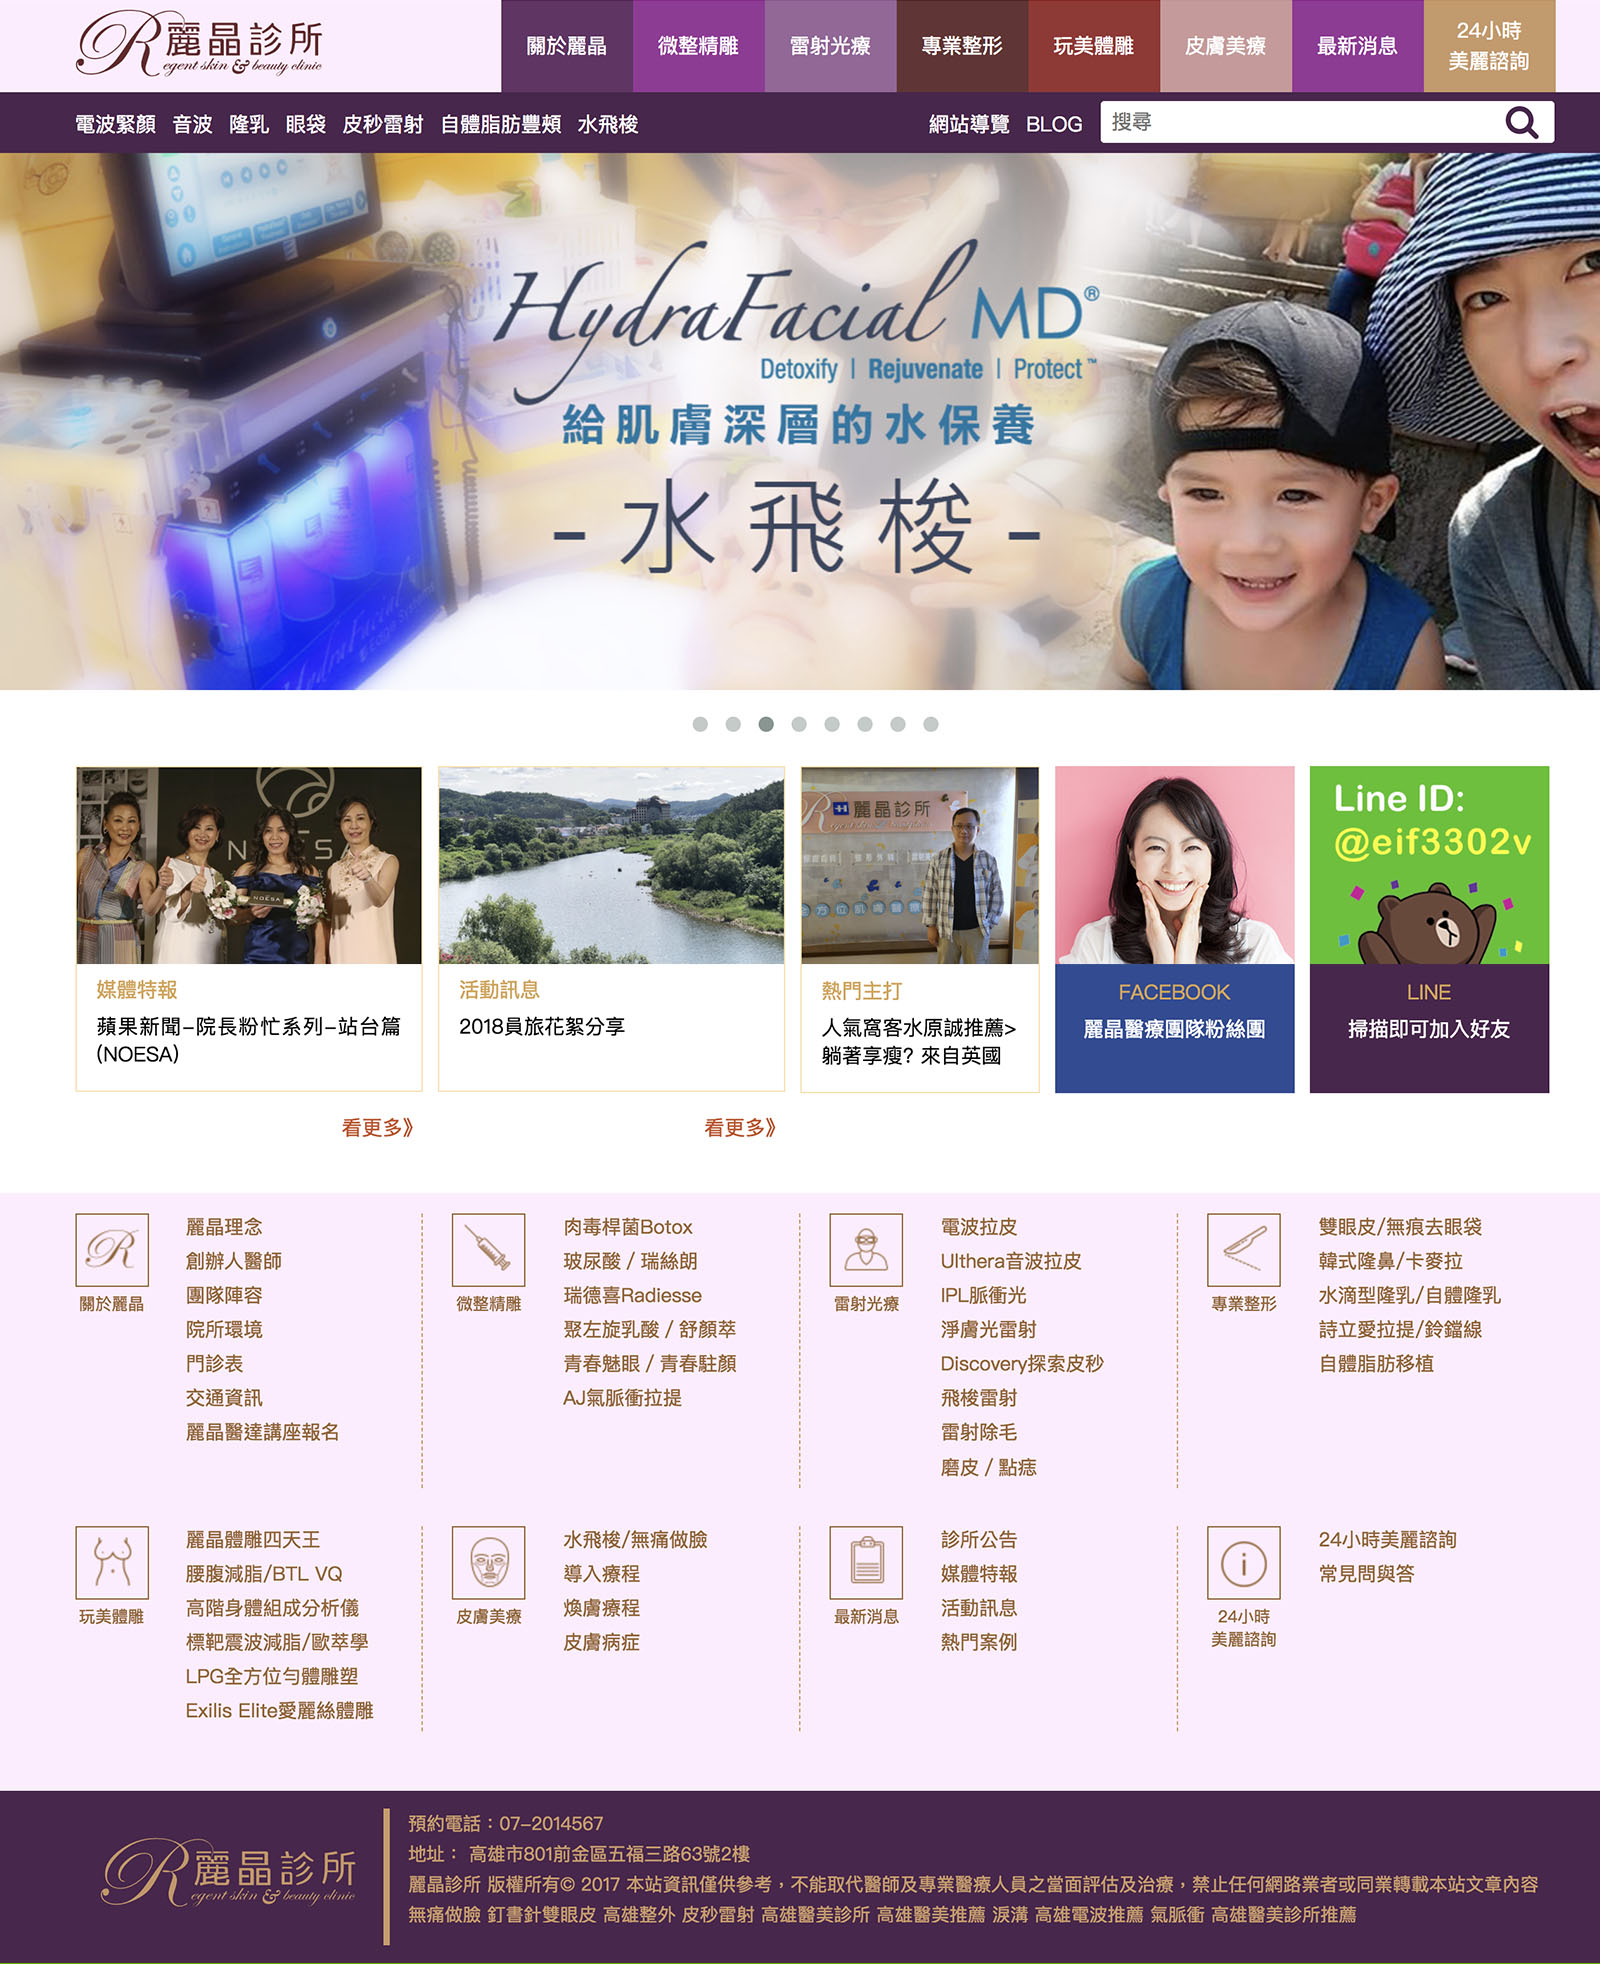 R麗晶診所
egent skin & beauty clinic
關於麗晶
微整精雕
雷射光療
專業整形
玩美體雕
皮膚美療
最新消息
24小時
美麗諮詢
電波緊顏 音波 隆乳 眼袋 皮秒雷射 自體脂肪豐頰 水飛梭
網站導覽 BLOG 搜尋
HydraFacial MD®
Detoxify | Rejuvenate | Protect™
給肌膚深層的水保養
-水飛梭-
HydraFacial
NOESA
NOESA
麗晶診所
Line ID:
@eif3302v
媒體特報
蘋果新聞-院長粉忙系列-站台篇
(NOESA)
看更多》
活動訊息
2018員旅花絮分享
看更多》
熱門主打
人氣窩客水原誠推薦>
躺著享瘦? 來自英國
FACEBOOK
麗晶醫療團隊粉絲團
LINE
掃描即可加入好友
R
關於麗晶
麗晶理念
創辦人醫師
團隊陣容
院所環境
門診表
交通資訊
麗晶醫達講座報名
微整精雕
肉毒桿菌Botox
玻尿酸 / 瑞絲朗
瑞德喜Radiesse
聚左旋乳酸 / 舒顏萃
青春魅眼 / 青春駐顏
AJ氣脈衝拉提
雷射光療
電波拉皮
Ulthera音波拉皮
IPL脈衝光
淨膚光雷射
Discovery探索皮秒
飛梭雷射
雷射除毛
磨皮 / 點痣
專業整形
雙眼皮/無痕去眼袋
韓式隆鼻/卡麥拉
水滴型隆乳/自體隆乳
詩立愛拉提/鈴鐺線
自體脂肪移植
玩美體雕
麗晶體雕四天王
腰腹減脂/BTL VQ
高階身體組成分析儀
標靶震波減脂/歐萃學
LPG全方位勻體雕塑
Exilis Elite愛麗絲體雕
皮膚美療
水飛梭/無痛做臉
導入療程
煥膚療程
皮膚病症
最新消息
診所公告
媒體特報
活動訊息
熱門案例
24小時
美麗諮詢
24小時美麗諮詢
常見問與答
R麗晶診所
egent skin & beauty clinic
預約電話：07-2014567
地址： 高雄市801前金區五福三路63號2樓
麗晶診所 版權所有© 2017 本站資訊僅供參考，不能取代醫師及專業醫療人員之當面評估及治療，禁止任何網路業者或同業轉載本站文章內容
無痛做臉 釘書針雙眼皮 高雄整外 皮秒雷射 高雄醫美診所 高雄醫美推薦 淚溝 高雄電波推薦 氣脈衝 高雄醫美診所推薦